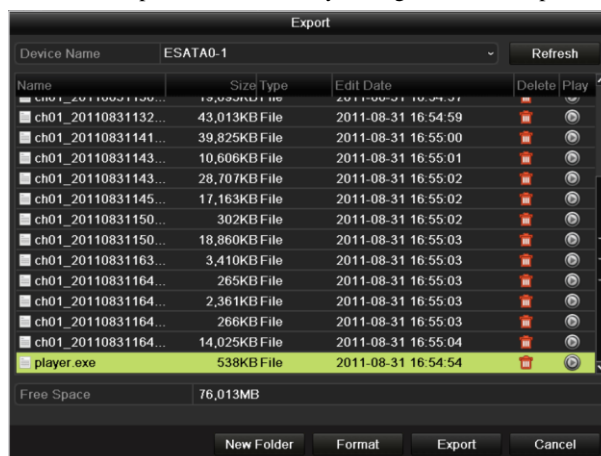 Export
Device Name ESATA0-1 Refresh
Name Size Type Edit Date Delete Play
ch01_20110831132... 43,013KB File 2011-08-31 16:54:59
ch01_20110831141... 39,825KB File 2011-08-31 16:55:00
ch01_20110831143... 10,606KB File 2011-08-31 16:55:01
ch01_20110831143... 28,707KB File 2011-08-31 16:55:02
ch01_20110831145... 17,163KB File 2011-08-31 16:55:02
ch01_20110831150... 302KB File 2011-08-31 16:55:02
ch01_20110831150... 18,860KB File 2011-08-31 16:55:03
ch01_20110831163... 3,410KB File 2011-08-31 16:55:03
ch01_20110831164... 265KB File 2011-08-31 16:55:03
ch01_20110831164... 2,361KB File 2011-08-31 16:55:03
ch01_20110831164... 266KB File 2011-08-31 16:55:03
ch01_20110831164... 14,025KB File 2011-08-31 16:55:04
player.exe 538KB File 2011-08-31 16:54:54
Free Space 76,013MB
New Folder Format Export Cancel